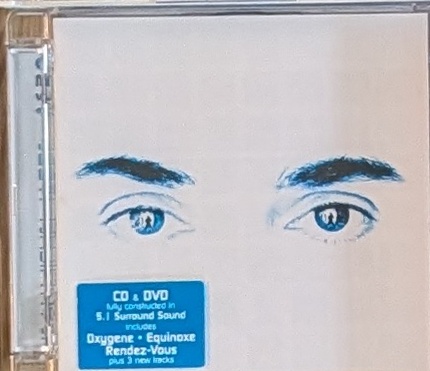 CD & DVD
fully constructed in
5.1 Surround Sound
includes
Oxygene • Equinoxe
Rendez-Vous
plus 3 new tracks